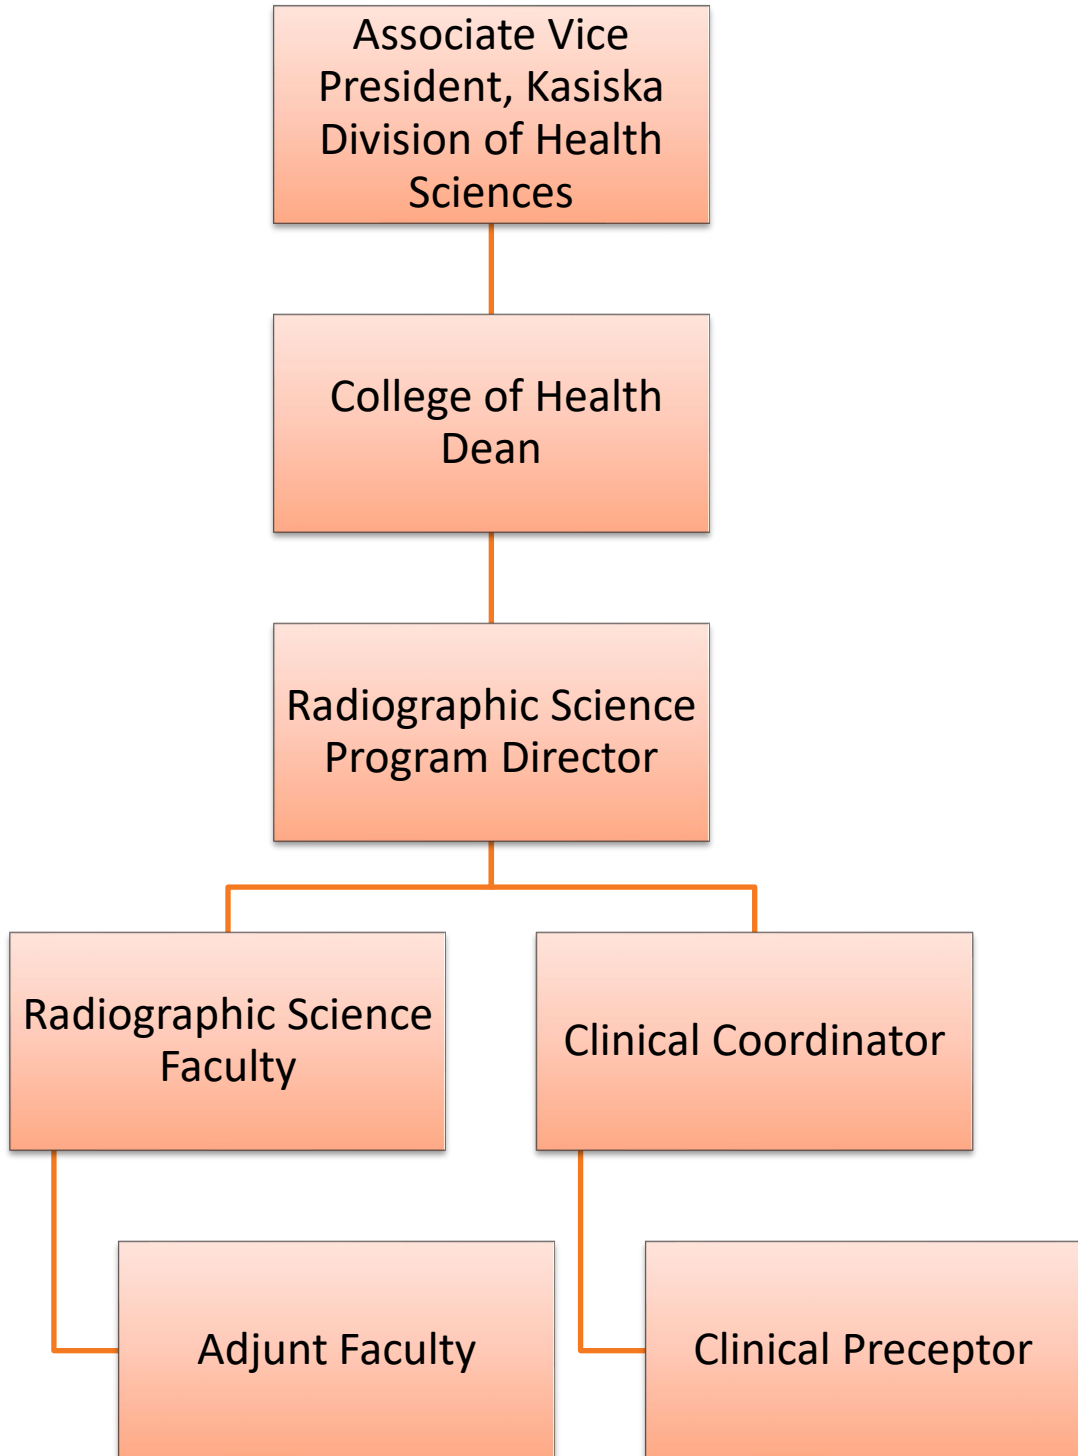 Associate Vice
President, Kasiska
Division of Health
Sciences
College of Health
Dean
Radiographic Science
Program Director
Radiographic Science
Faculty
Clinical Coordinator
Adjunt Faculty
Clinical Preceptor